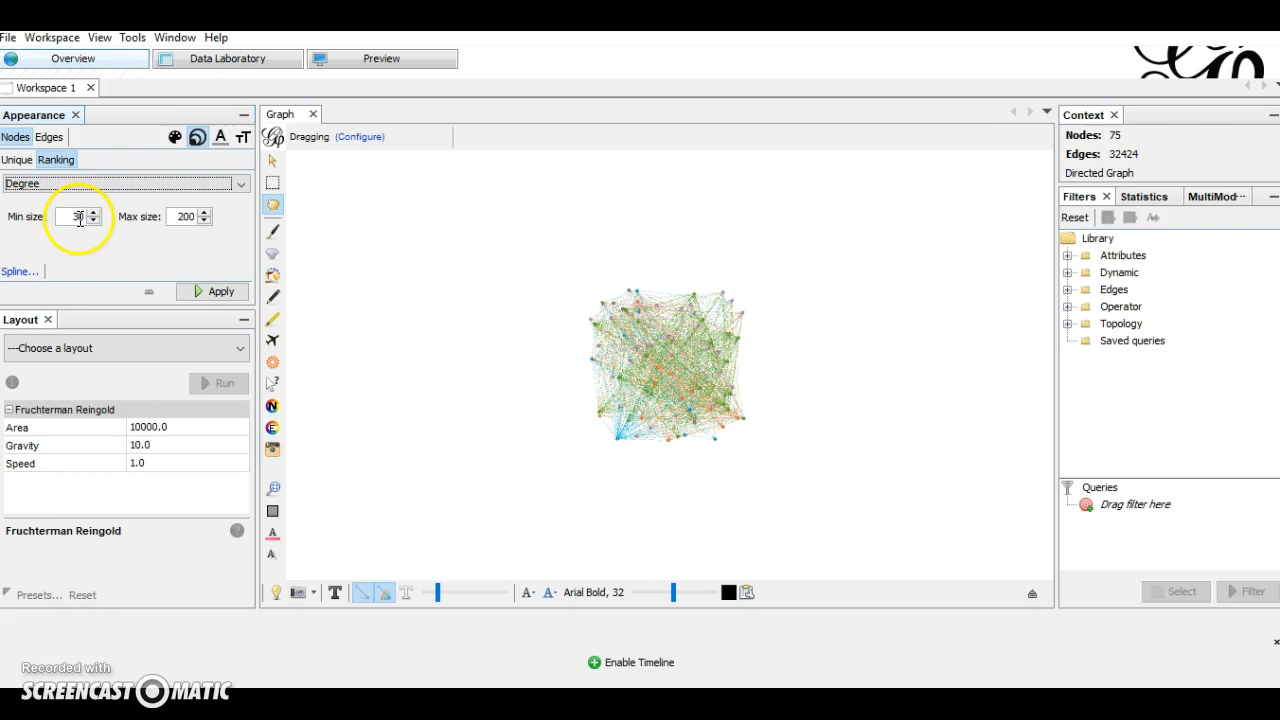 File Window Workspaces View Tools Window Help
Overview Data Laboratory Preview
Workspace 1
Appearance
Nodes Edges
Unique Ranking
Degree
Min size: Max size: 200
Spline...
Apply
Layout
---Choose a layout
Run
Fruchterman Reingold
Area 10000.0
Gravity 10.0
Speed 1.0
Fruchterman Reingold
Presets... Reset
Graph
Dragging (Configure)
Arial Bold, 32
Context
Nodes: 75
Edges: 32424
Directed Graph
Filters Statistics MultiMod···
Reset
Library
Attributes
Dynamic
Edges
Operator
Topology
Saved queries
Queries
Drag filter here
Select Filter
Enable Timeline
Recorded with
SCREENCAST MATIC